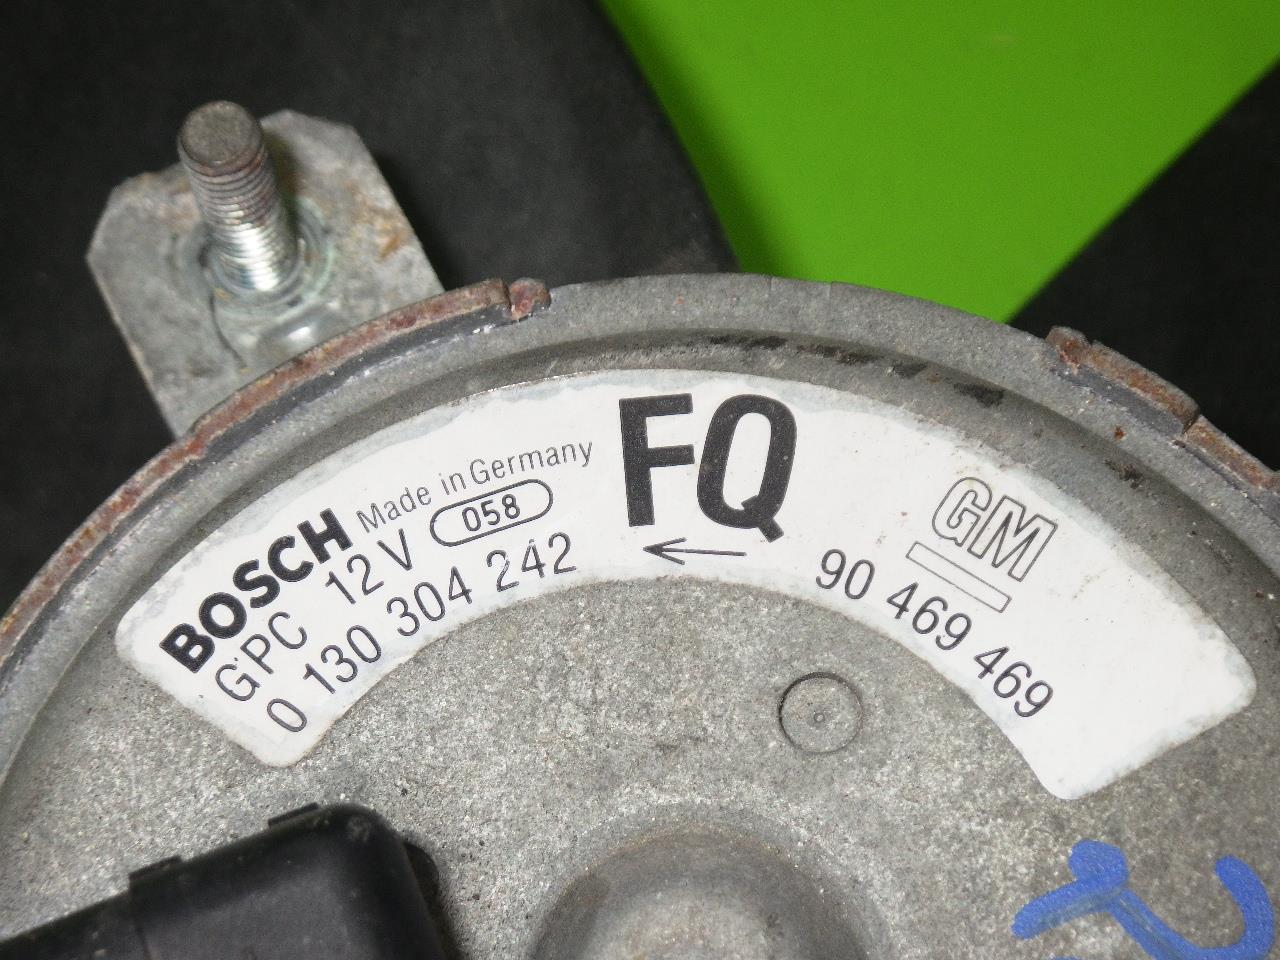 BOSCH Made in Germany
GPC 12 V 058
0 130 304 242
FQ
GM
90 469 469